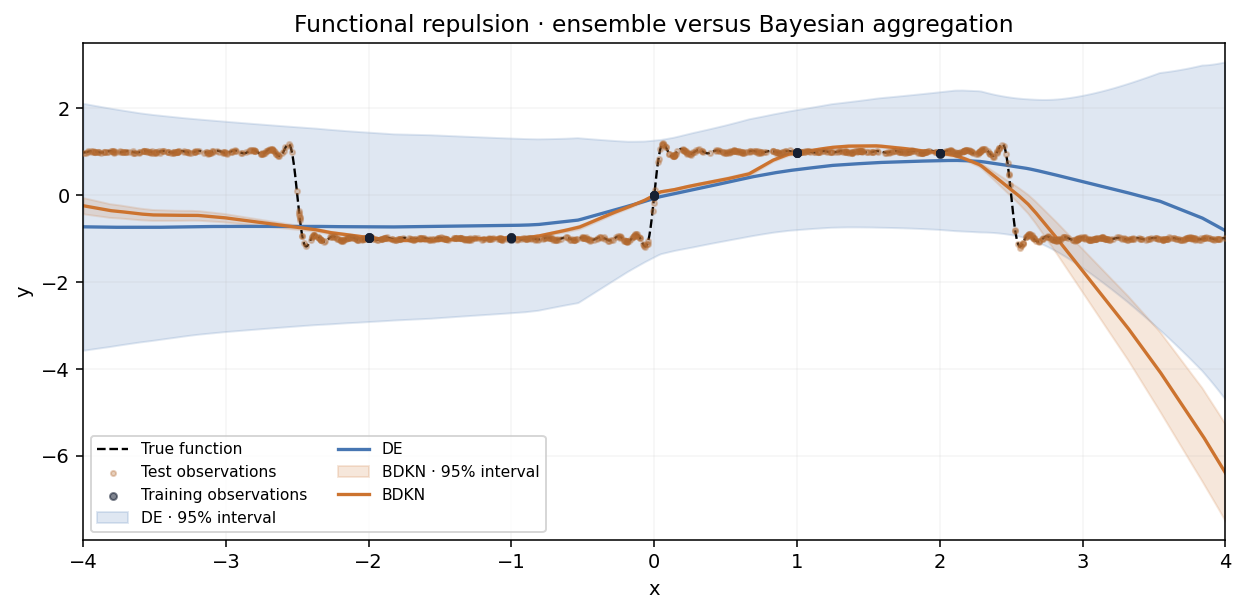 Functional repulsion · ensemble versus Bayesian aggregation
y
2
0
−2
−4
−6
True function
Test observations
Training observations
DE · 95% interval
DE
BDKN · 95% interval
BDKN
−4
−3
−2
−1
0
1
2
3
4
x